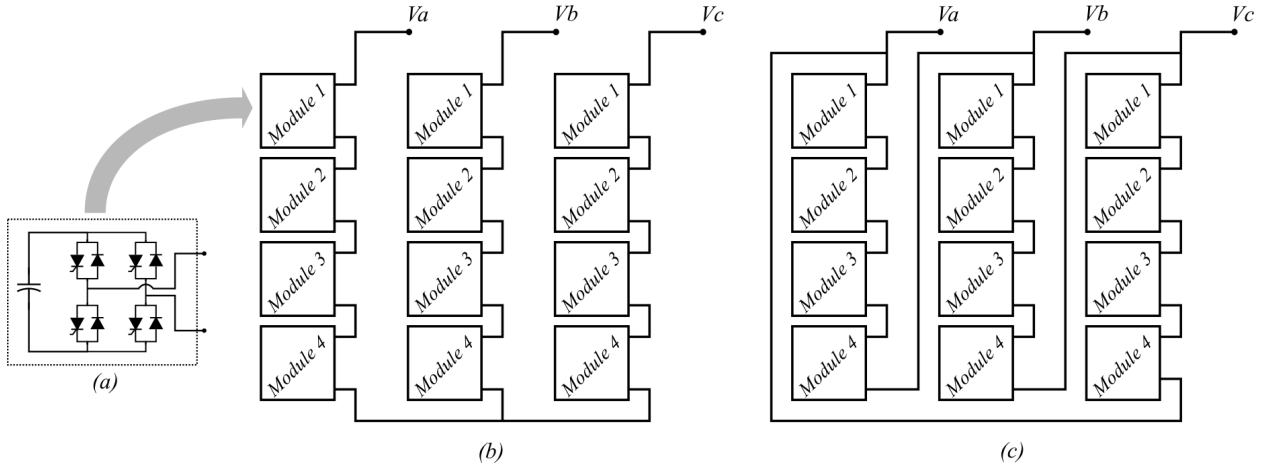 Va Vb Vc Va Vb Vc
Module 1 Module 1 Module 1 Module 1 Module 1 Module 1
Module 2 Module 2 Module 2 Module 2 Module 2 Module 2
Module 3 Module 3 Module 3 Module 3 Module 3 Module 3
Module 4 Module 4 Module 4 Module 4 Module 4 Module 4
(a)
(b) (c)